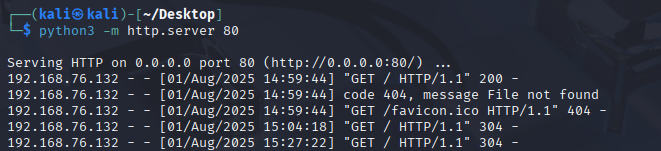 ┌──(kali㉿kali)-[~/Desktop]
└─$ python3 -m http.server 80
Serving HTTP on 0.0.0.0 port 80 (http://0.0.0.0:80/) ...
192.168.76.132 - - [01/Aug/2025 14:59:44] "GET / HTTP/1.1" 200 -
192.168.76.132 - - [01/Aug/2025 14:59:44] code 404, message File not found
192.168.76.132 - - [01/Aug/2025 14:59:44] "GET /favicon.ico HTTP/1.1" 404 -
192.168.76.132 - - [01/Aug/2025 15:04:18] "GET / HTTP/1.1" 304 -
192.168.76.132 - - [01/Aug/2025 15:27:22] "GET / HTTP/1.1" 304 -